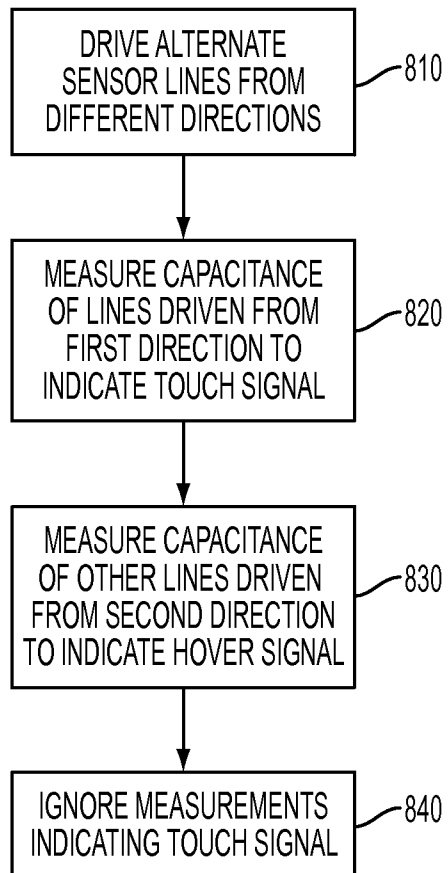 DRIVE ALTERNATE
SENSOR LINES FROM
DIFFERENT DIRECTIONS
810
MEASURE CAPACITANCE
OF LINES DRIVEN FROM
FIRST DIRECTION TO
INDICATE TOUCH SIGNAL
820
MEASURE CAPACITANCE
OF OTHER LINES DRIVEN
FROM SECOND DIRECTION
TO INDICATE HOVER SIGNAL
830
IGNORE MEASUREMENTS
INDICATING TOUCH SIGNAL
840